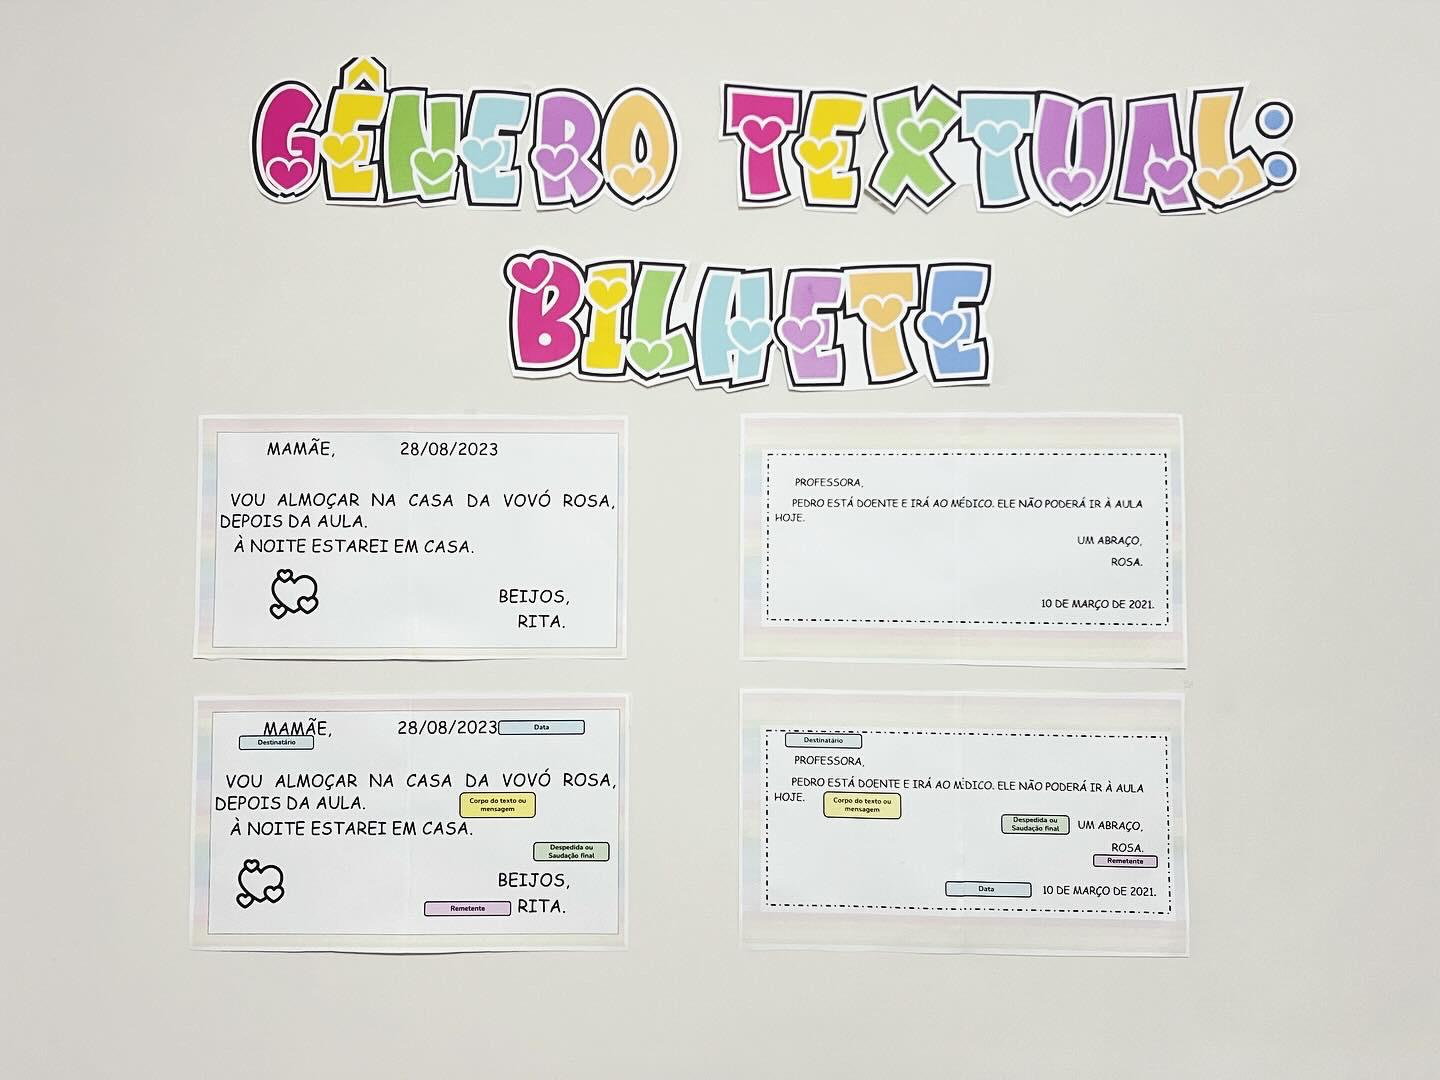 GÊNERO TEXTUAL:
BILHETE
MAMÃE, 28/08/2023
VOU ALMOÇAR NA CASA DA VOVÓ ROSA,
DEPOIS DA AULA.
À NOITE ESTAREI EM CASA.
BEIJOS,
RITA.
PROFESSORA,
PEDRO ESTÁ DOENTE E IRÁ AO MÉDICO. ELE NÃO PODERÁ IR À AULA
HOJE.
UM ABRAÇO,
ROSA.
10 DE MARÇO DE 2021.
MAMÃE, 28/08/2023 Data
Destinatário
VOU ALMOÇAR NA CASA DA VOVÓ ROSA,
DEPOIS DA AULA.
Corpo do texto ou
mensagem
À NOITE ESTAREI EM CASA.
Despedida ou
Saudação final
BEIJOS,
Remetente RITA.
Destinatário
PROFESSORA,
PEDRO ESTÁ DOENTE E IRÁ AO MÉDICO. ELE NÃO PODERÁ IR À AULA
HOJE.
Corpo do texto ou
mensagem
Despedida ou
Saudação final
UM ABRAÇO,
ROSA.
Remetente
Data 10 DE MARÇO DE 2021.